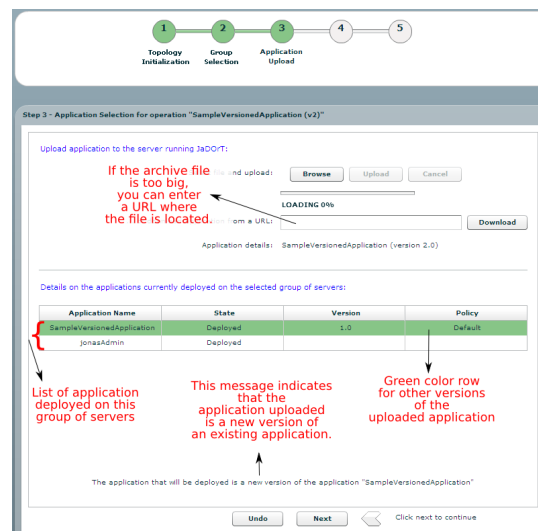 1 2 3 4 5
Topology Initialization
Group Selection
Application Upload
Step 3 - Application Selection for operation "SampleVersionedApplication (v2)"
Upload application to the server running JaDOrT:
If the archive file
is too big,
you can enter
a URL where
the file is located.
and upload:
Browse Upload Cancel
LOADING 0%
from a URL:
Download
Application details: SampleVersionedApplication (version 2.0)
Details on the applications currently deployed on the selected group of servers:
Application Name State Version Policy
SampleVersionedApplication Deployed 1.0 Default
jonasAdmin Deployed
List of application
deployed on this
group of servers
This message indicates
that the
application uploaded
is a new version of
an existing application.
Green color row
for other versions
of the
uploaded application
The application that will be deployed is a new version of the application "SampleVersionedApplication"
Undo Next Click next to continue